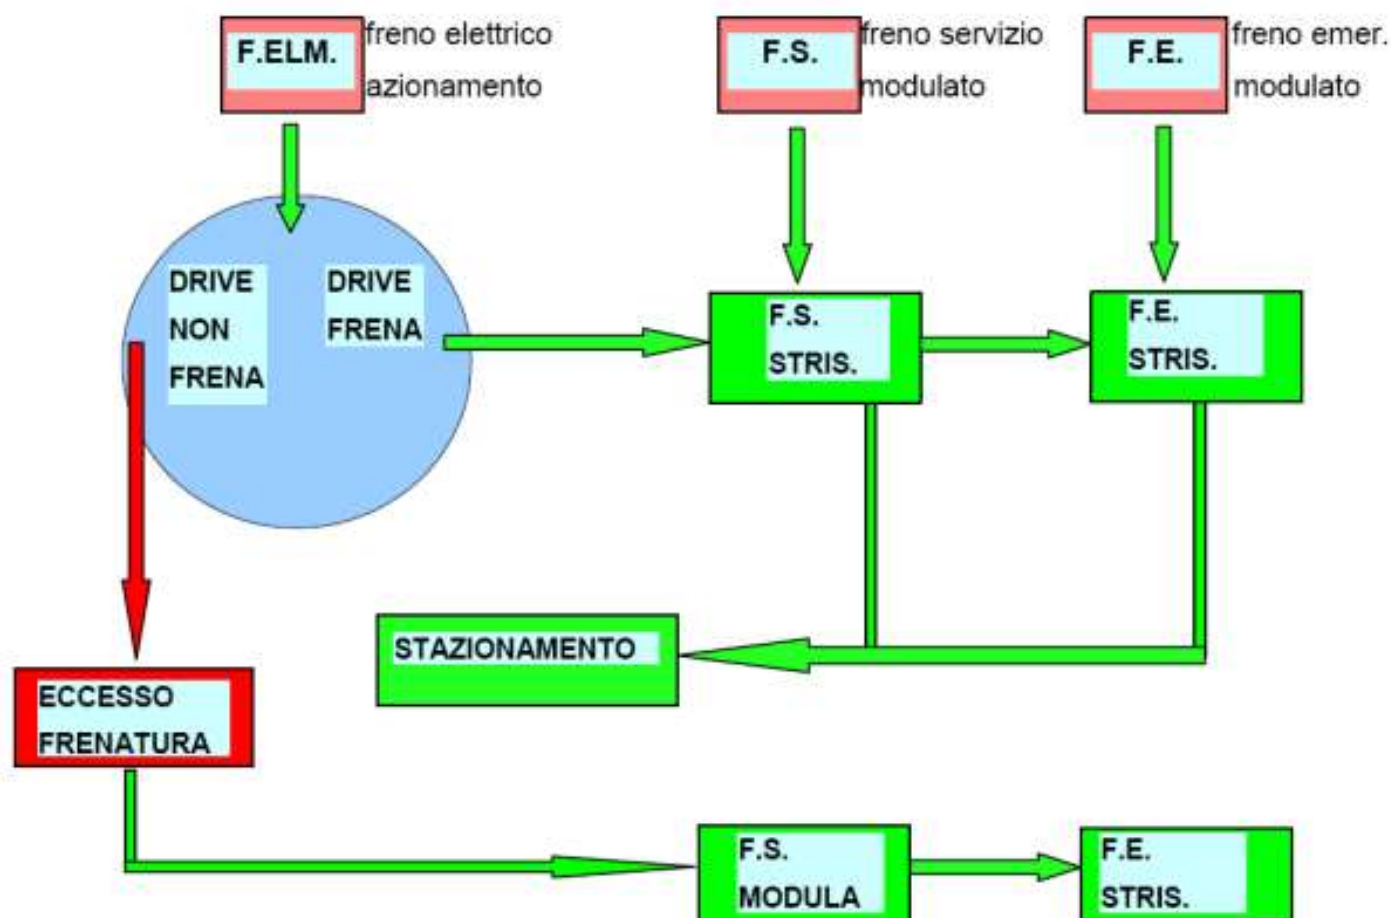 F.ELM.
freno elettrico
azionamento
F.S.
freno servizio
modulato
F.E.
freno emer.
modulato
DRIVE
NON
FRENA
DRIVE
FRENA
F.S.
STRIS.
F.E.
STRIS.
STAZIONAMENTO
ECCESSO
FRENATURA
F.S.
MODULA
F.E.
STRIS.